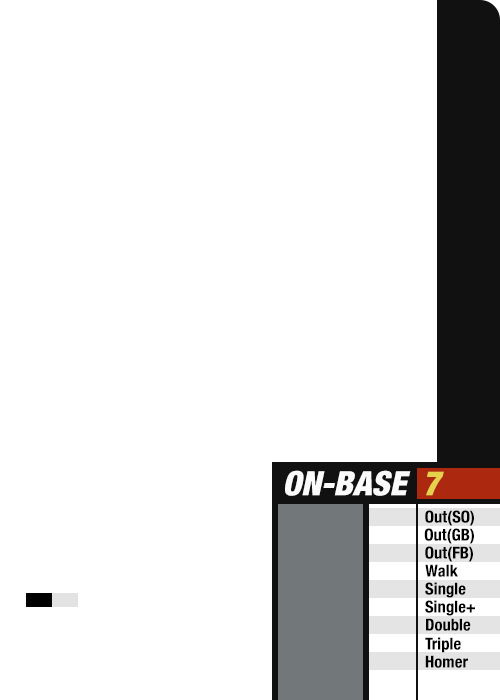 ON-BASE 7
Out(SO)
Out(GB)
Out(FB)
Walk
Single
Single+
Double
Triple
Homer